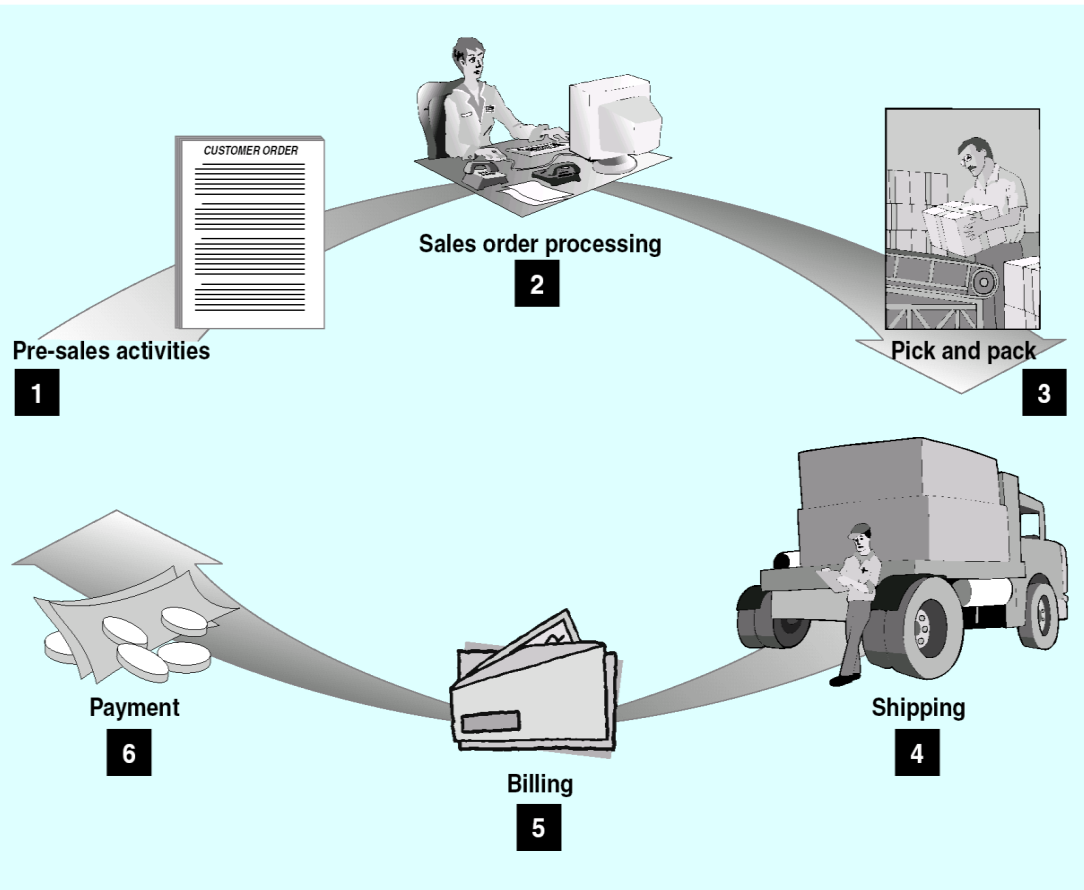 CUSTOMER ORDER
Sales order processing
2
Pre-sales activities
1
Pick and pack
3
Shipping
4
Billing
5
Payment
6